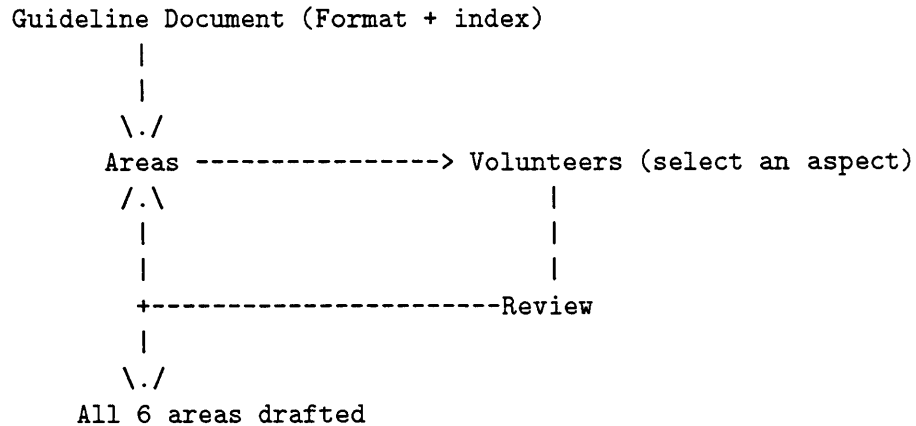 Guideline Document (Format + index)
|
|
\./
Areas ----------------> Volunteers (select an aspect)
/.\ |
| |
| |
+-----------------------Review
|
\./
All 6 areas drafted